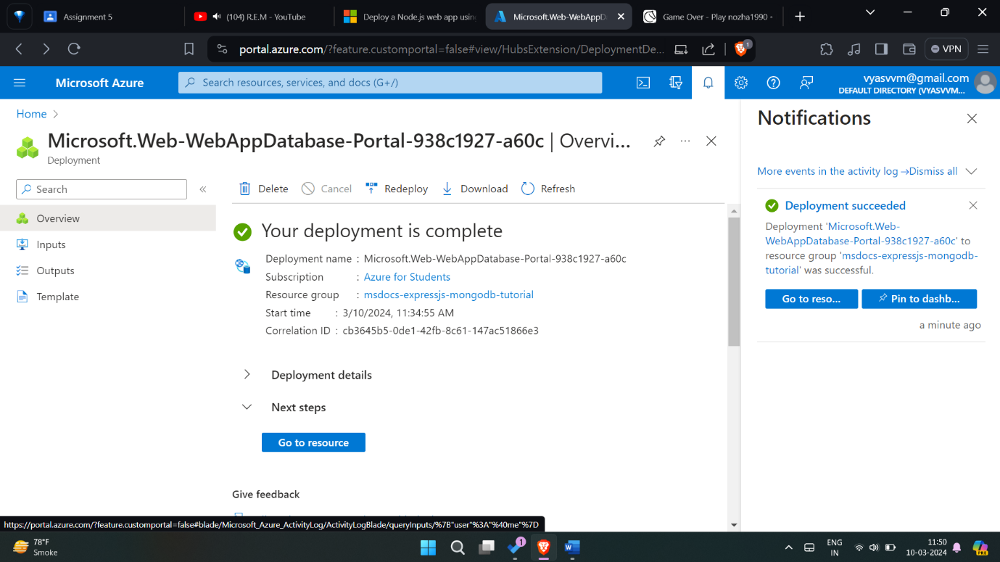 Assignment 5
(104) R.E.M - YouTube
Deploy a Node.js web app usin
Microsoft.Web-WebAppD
Game Over - Play nozha1990 -
portal.azure.com/?feature.customportal=false#view/HubsExtension/DeploymentDe...
1
VPN
Microsoft Azure
Search resources, services, and docs (G+/)
vyasvvm@gmail.com
DEFAULT DIRECTORY (VYASVVM...
Home
Microsoft.Web-WebAppDatabase-Portal-938c1927-a60c | Overvi...
Deployment
Search
Overview
Inputs
Outputs
Template
Delete
Cancel
Redeploy
Download
Refresh
Your deployment is complete
Deployment name : Microsoft.Web-WebAppDatabase-Portal-938c1927-a60c
Subscription : Azure for Students
Resource group : msdocs-expressjs-mongodb-tutorial
Start time : 3/10/2024, 11:34:55 AM
Correlation ID : cb3645b5-0de1-42fb-8c61-147ac51866e3
Deployment details
Next steps
Go to resource
Give feedback
Notifications
More events in the activity log → Dismiss all
Deployment succeeded
Deployment 'Microsoft.Web-
WebAppDatabase-Portal-938c1927-a60c' to
resource group 'msdocs-expressjs-mongodb-
tutorial' was successful.
Go to reso...
Pin to dashb...
a minute ago
https://portal.azure.com/?feature.customportal=false#blade/Microsoft_Azure_ActivityLog/ActivityLogBlade/queryInputs/%7B"user"%3A"%40me"%7D
78°F
Smoke
1
W
ENG
IN
11:50
10-03-2024
PRE